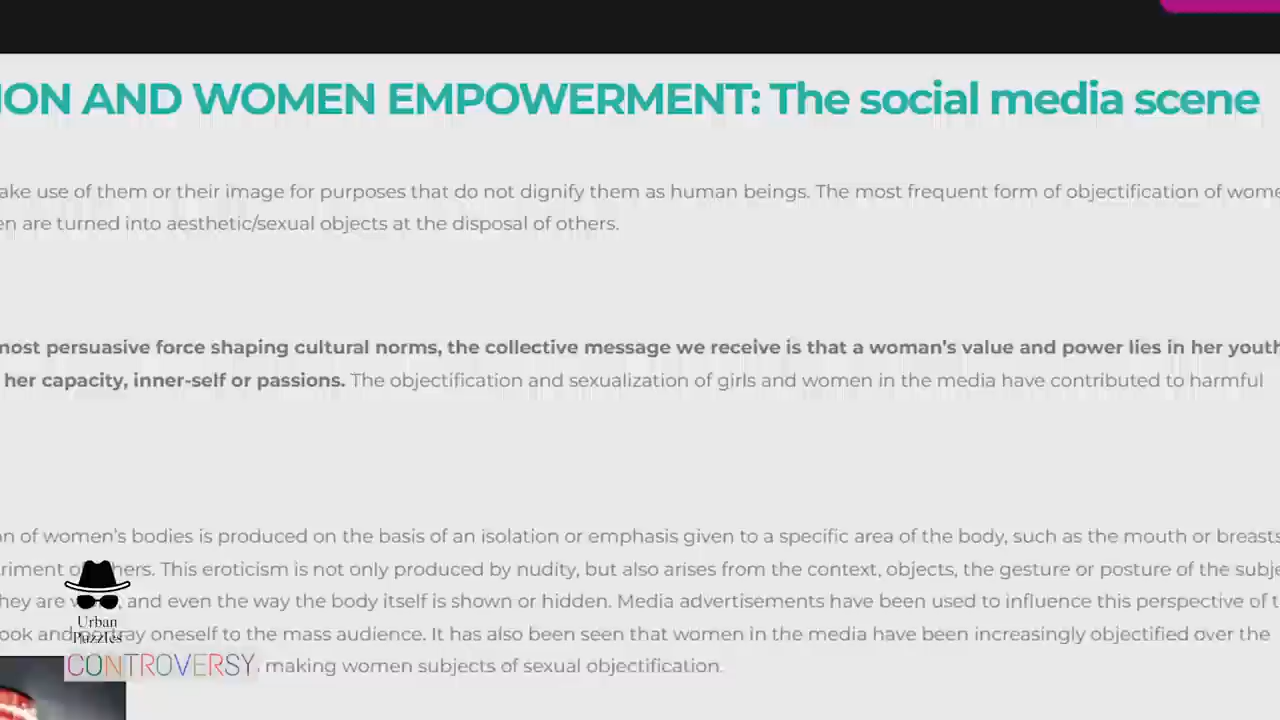 ION AND WOMEN EMPOWERMENT: The social media scene
ake use of them or their image for purposes that do not dignify them as human beings. The most frequent form of objectification of wome
en are turned into aesthetic/sexual objects at the disposal of others.
most persuasive force shaping cultural norms, the collective message we receive is that a woman's value and power lies in her youth
her capacity, inner-self or passions. The objectification and sexualization of girls and women in the media have contributed to harmful
on of women's bodies is produced on the basis of an isolation or emphasis given to a specific area of the body, such as the mouth or breasts
triment of others. This eroticism is not only produced by nudity, but also arises from the context, objects, the gesture or posture of the subje
hey are and even the way the body itself is shown or hidden. Media advertisements have been used to influence this perspective of t
ook and portray oneself to the mass audience. It has also been seen that women in the media have been increasingly objectified over the
making women subjects of sexual objectification.
Urban
Puzzles
CONTROVERSY